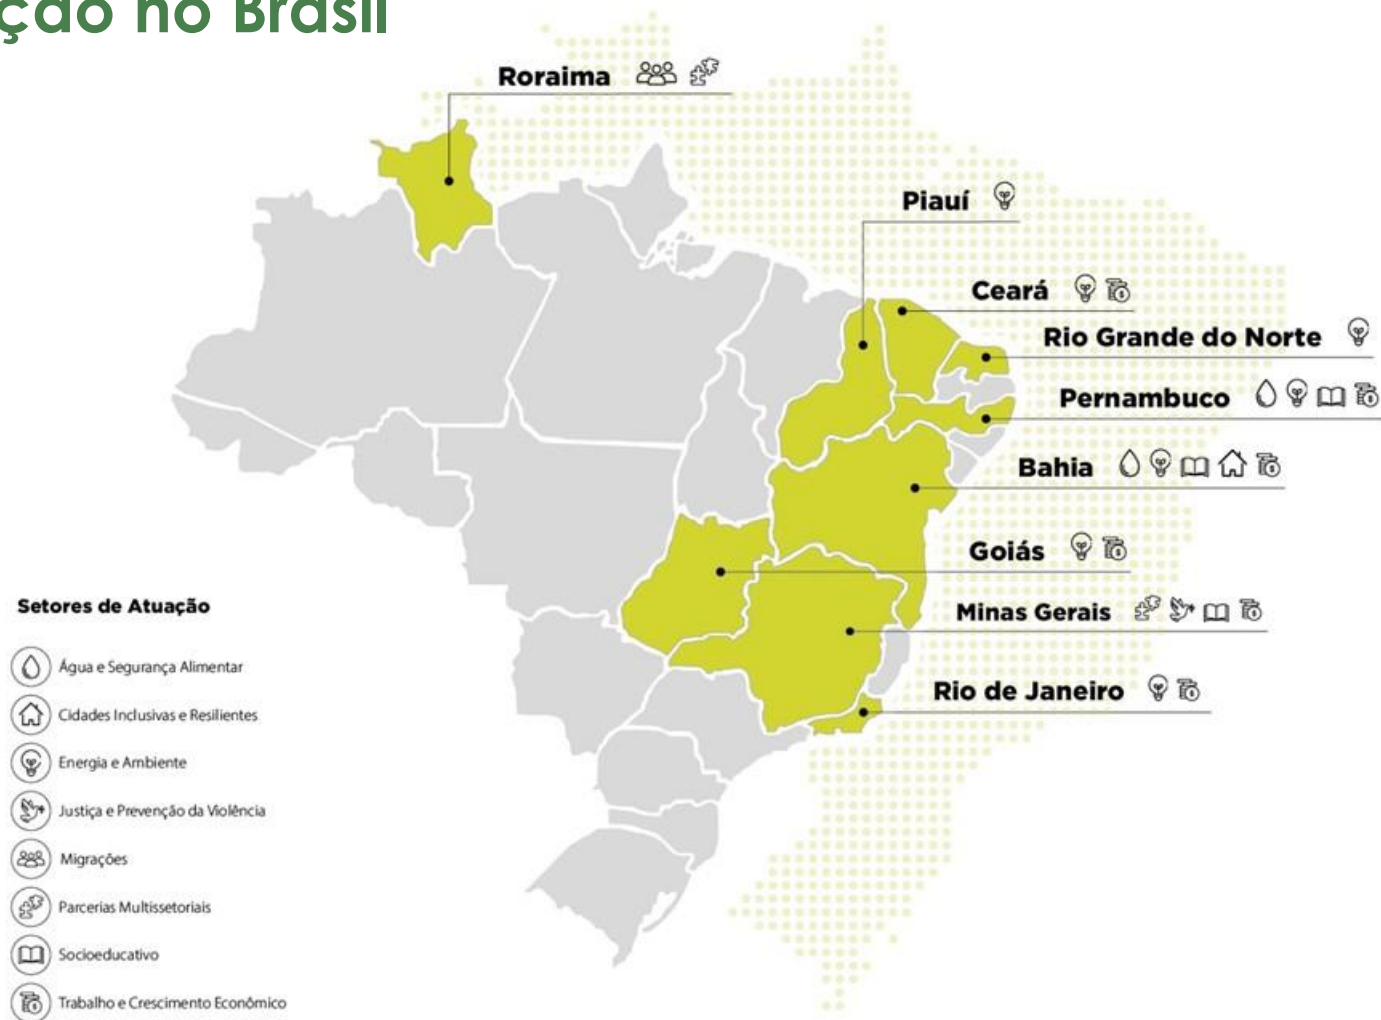 ção no Brasil
Roraima
Piauí
Ceará
Rio Grande do Norte
Pernambuco
Bahia
Goiás
Minas Gerais
Rio de Janeiro
Setores de Atuação
Água e Segurança Alimentar
Cidades Inclusivas e Resilientes
Energia e Ambiente
Justiça e Prevenção da Violência
Migrações
Parcerias Multissetoriais
Socioeducativo
Trabalho e Crescimento Econômico